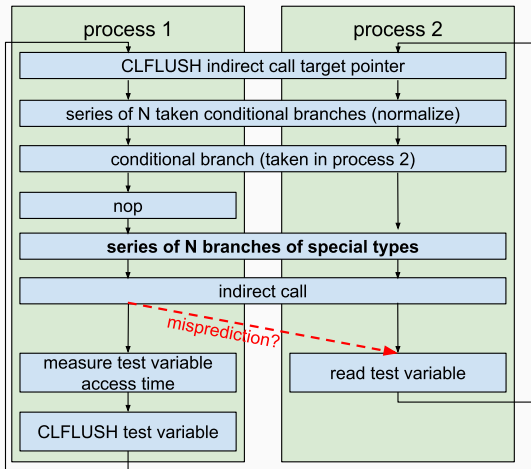 process 1
process 2
CLFLUSH indirect call target pointer
series of N taken conditional branches (normalize)
conditional branch (taken in process 2)
nop
series of N branches of special types
indirect call
misprediction?
measure test variable
access time
read test variable
CLFLUSH test variable